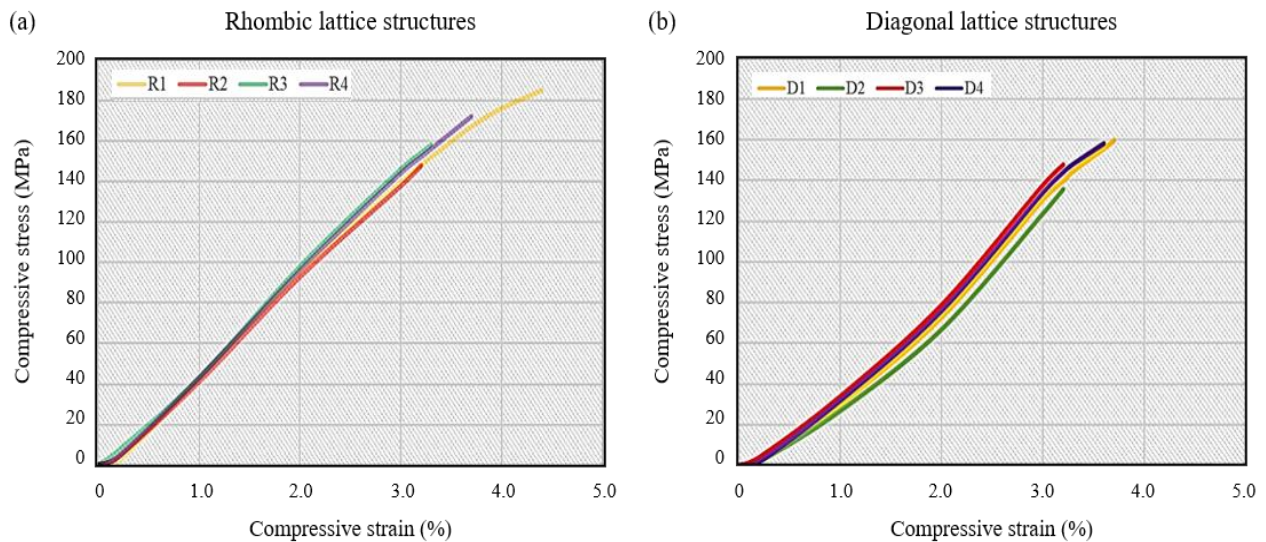 (a) Rhombic lattice structures
R1 R2 R3 R4
Compressive stress (MPa)
200
180
160
140
120
100
80
60
40
20
0
0 1.0 2.0 3.0 4.0 5.0
Compressive strain (%)
(b) Diagonal lattice structures
D1 D2 D3 D4
Compressive stress (MPa)
200
180
160
140
120
100
80
60
40
20
0
0 1.0 2.0 3.0 4.0 5.0
Compressive strain (%)